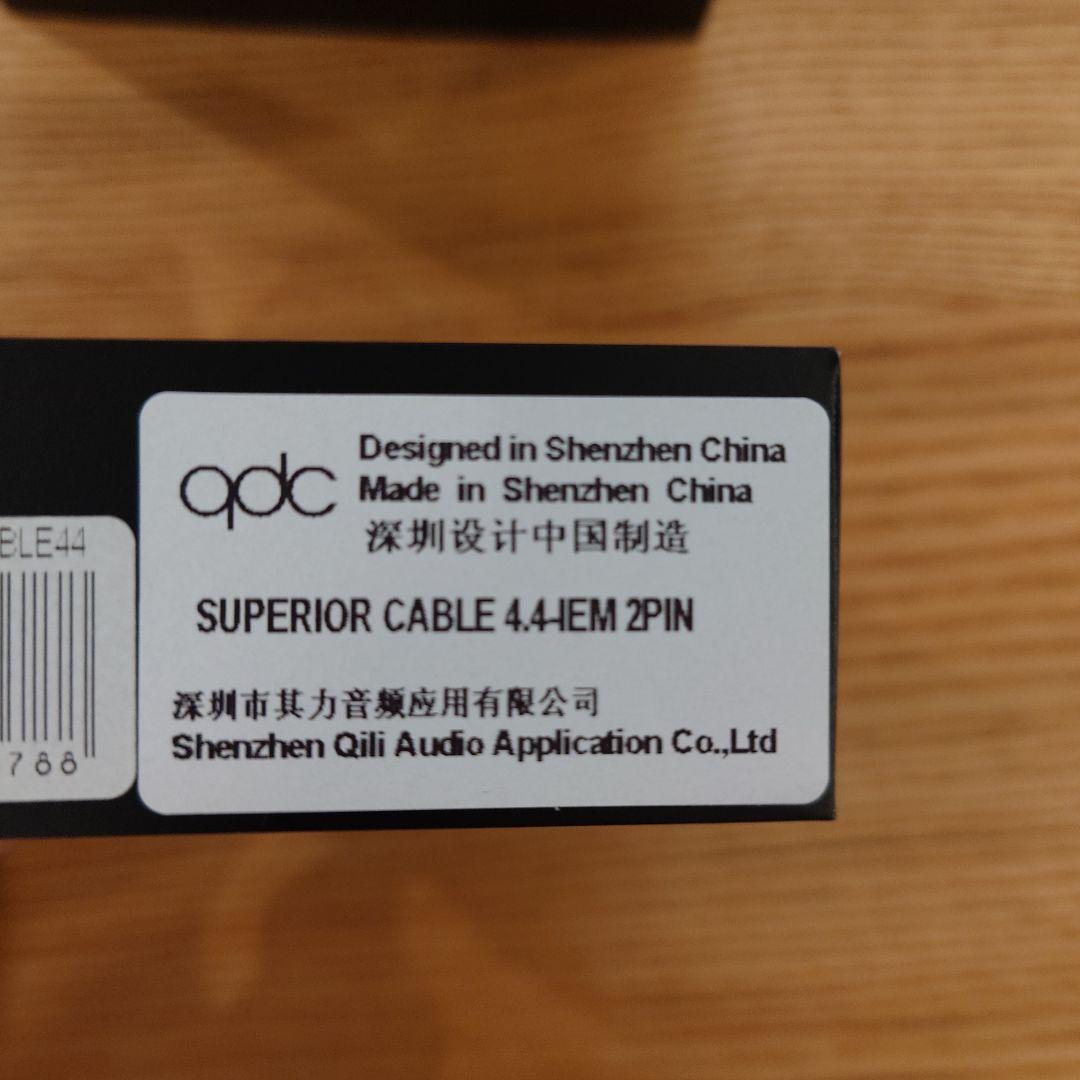 qdc
Designed in Shenzhen China
Made in Shenzhen China
深圳设计中国制造
SUPERIOR CABLE 4.4-IEM 2PIN
深圳市其力音频应用有限公司
Shenzhen Qili Audio Application Co.,Ltd
BLE44
788